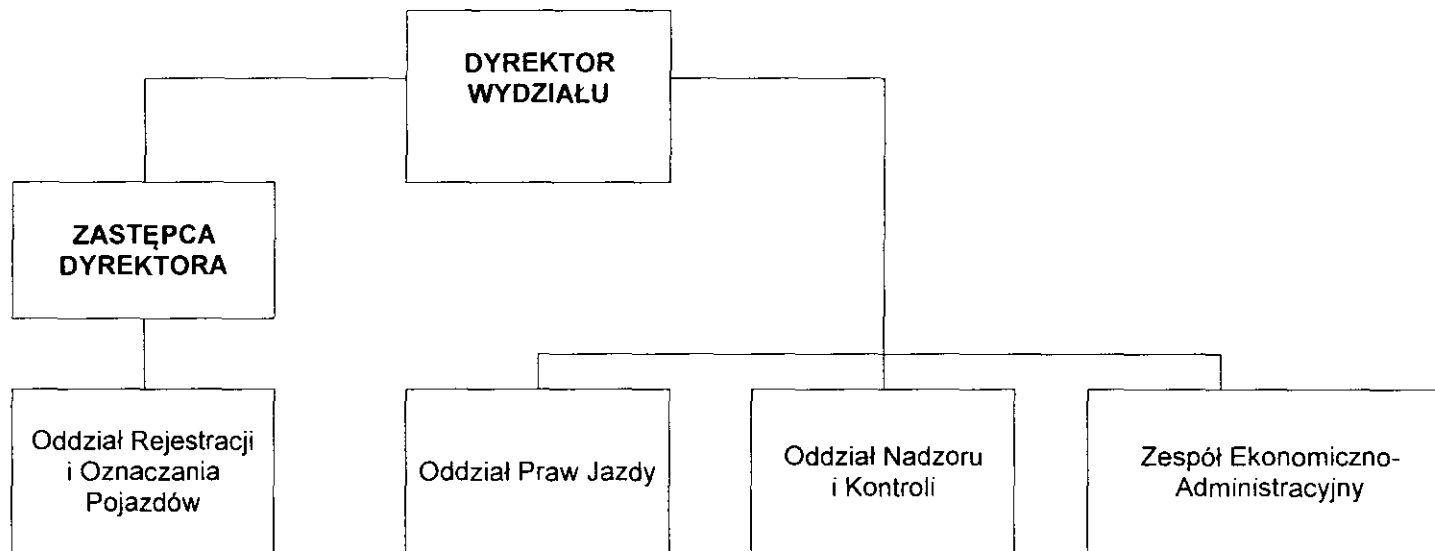 DYREKTOR
WYDZIAŁU
ZASTĘPCA
DYREKTORA
Oddział Rejestracji
i Oznaczania
Pojazdów
Oddział Praw Jazdy
Oddział Nadzoru
i Kontroli
Zespół Ekonomiczno-
Administracyjny